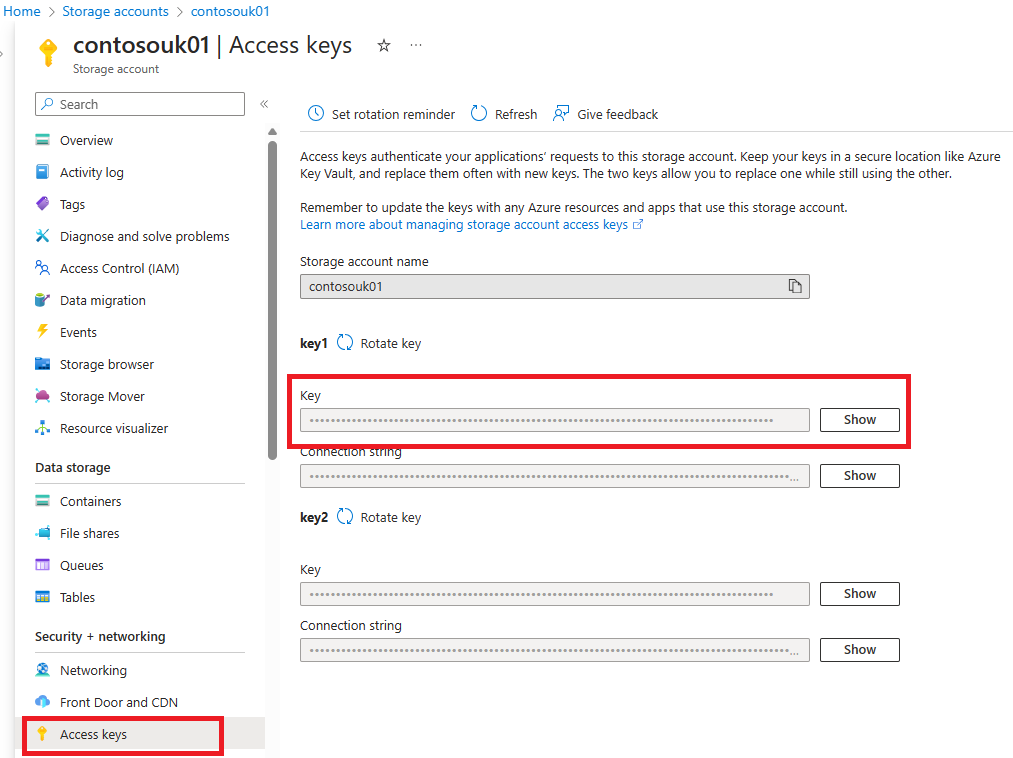 Home > Storage accounts > contosouk01
contosouk01 | Access keys
Storage account
Search
Overview
Activity log
Tags
Diagnose and solve problems
Access Control (IAM)
Data migration
Events
Storage browser
Storage Mover
Resource visualizer
Data storage
Containers
File shares
Queues
Tables
Security + networking
Networking
Front Door and CDN
Access keys
Set rotation reminder Refresh Give feedback
Access keys authenticate your applications' requests to this storage account. Keep your keys in a secure location like Azure
Key Vault, and replace them often with new keys. The two keys allow you to replace one while still using the other.
Remember to update the keys with any Azure resources and apps that use this storage account.
Learn more about managing storage account access keys
Storage account name
contosouk01
key1 Rotate key
Key
Show
Connection string
Show
key2 Rotate key
Key
Show
Connection string
Show